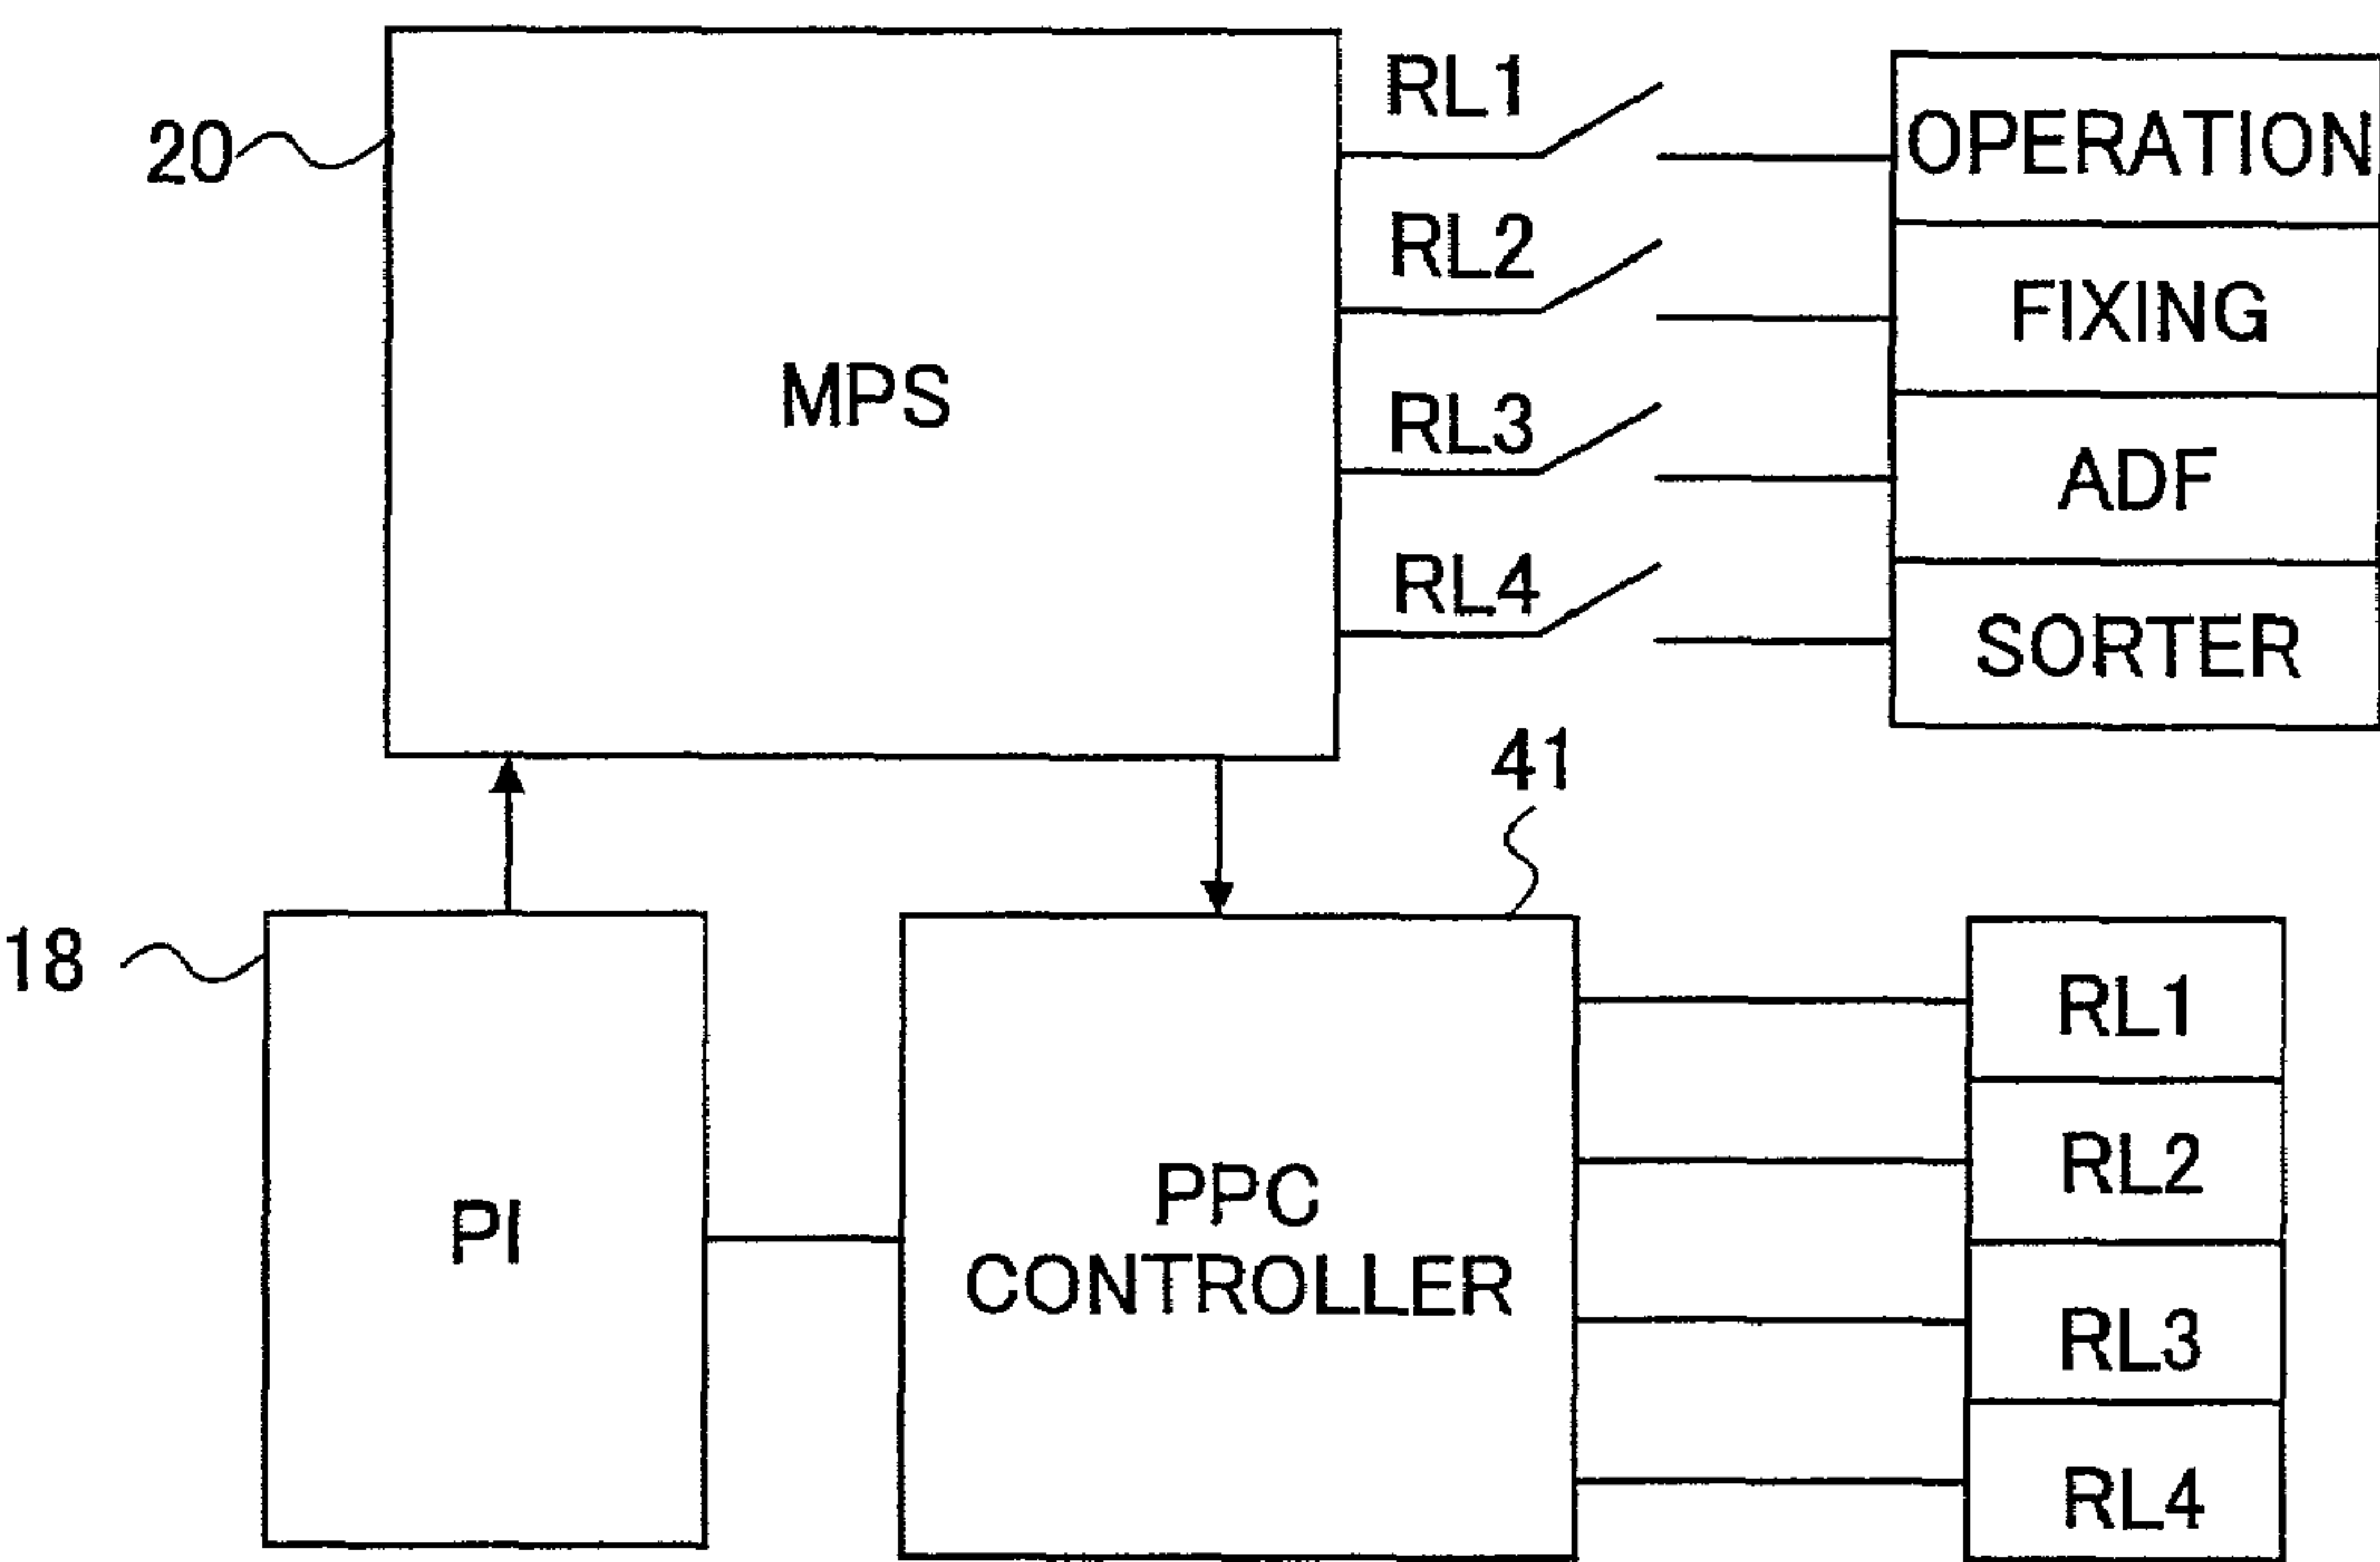 20
MPS
RL1
RL2
RL3
RL4
OPERATION
FIXING
ADF
SORTER
41
18
PI
PPC
CONTROLLER
RL1
RL2
RL3
RL4